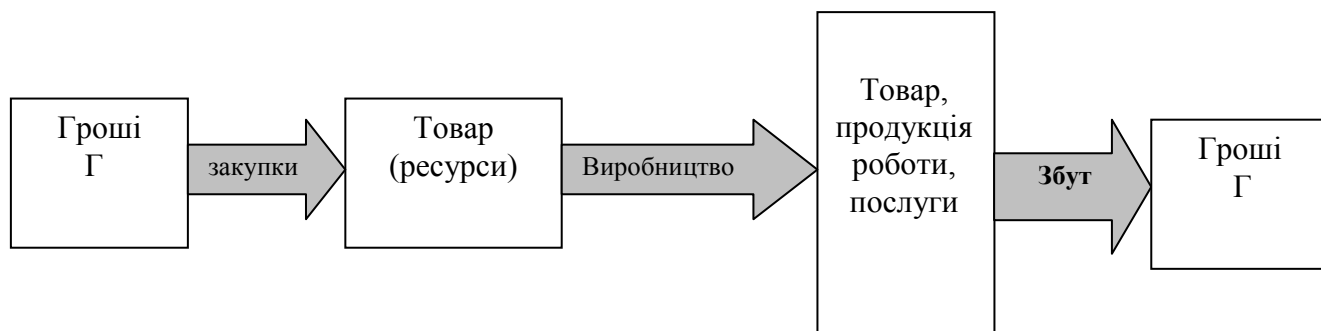 Гроші
Г
закупки
Товар
(ресурси)
Виробництво
Товар,
продукція
роботи,
послуги
Збут
Гроші
Г